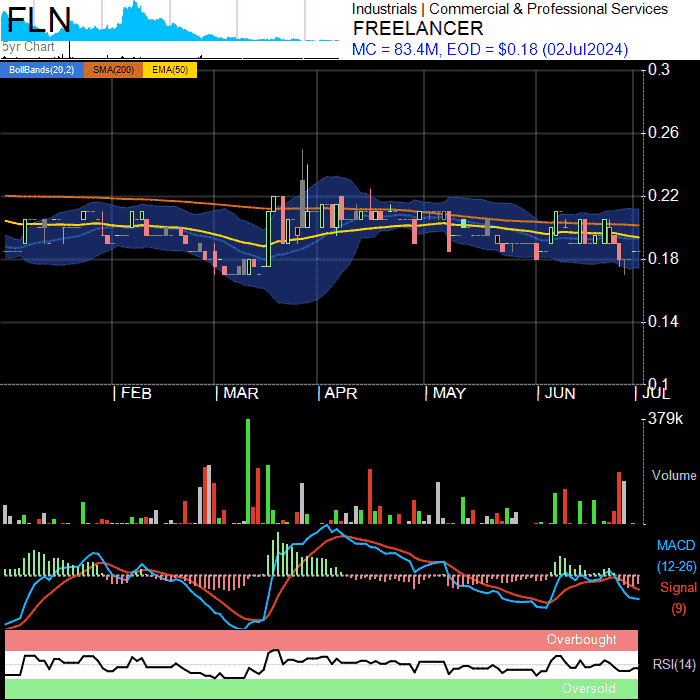 FLN
5yr Chart
Industrials | Commercial & Professional Services
FREELANCER
MC = 83.4M, EOD = $0.18 (02Jul2024)
BollBands(20,2) SMA(200) EMA(50)
0.3
0.26
0.22
0.18
0.14
0.1
FEB MAR APR MAY JUN JUL
379k
Volume
MACD
(12-26)
Signal
(9)
Overbought
RSI(14)
Oversold